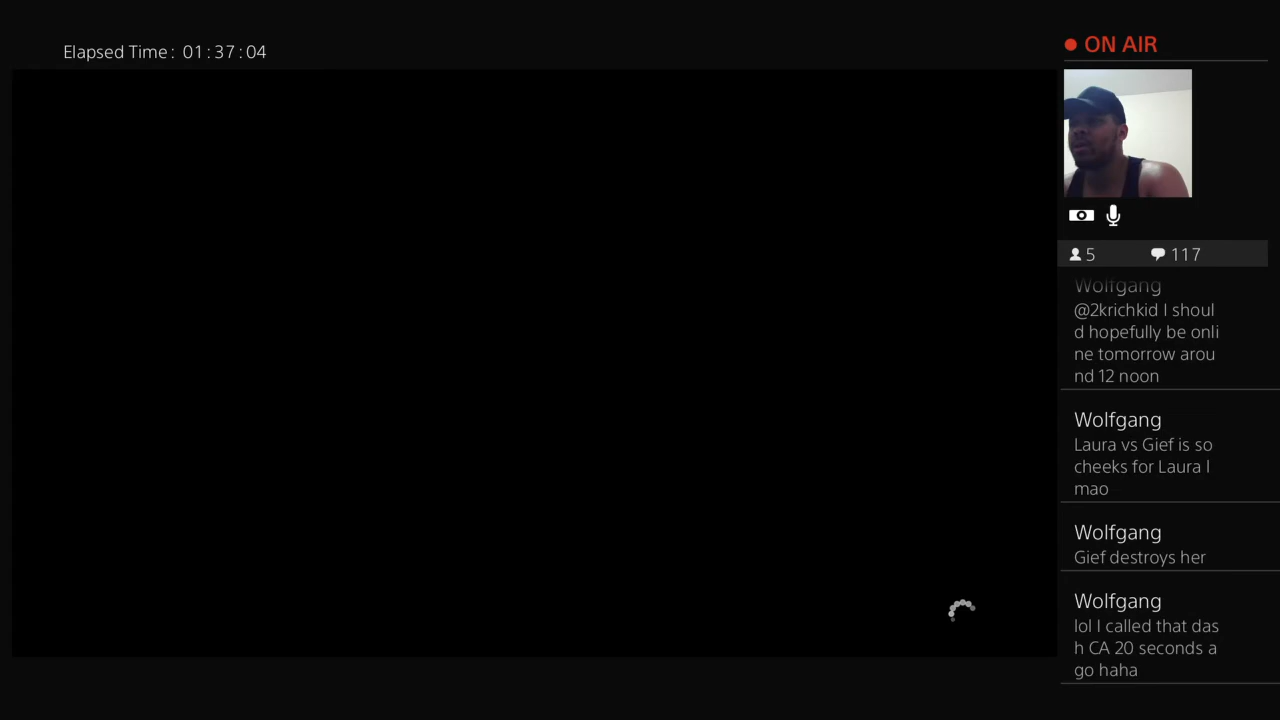 Elapsed Time: 01:37:04
ON AIR
5 117
Wolfgang
@2krichkid I shoul
d hopefully be onli
ne tomorrow arou
nd 12 noon
Wolfgang
Laura vs Gief is so
cheeks for Laura l
mao
Wolfgang
Gief destroys her
Wolfgang
lol I called that das
h CA 20 seconds a
go haha